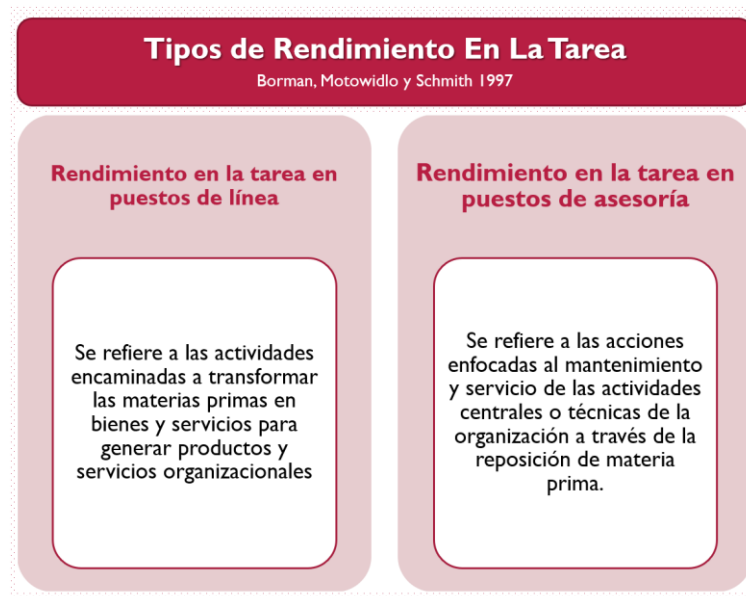 Tipos de Rendimiento En La Tarea
Borman, Motowidlo y Schmith 1997
Rendimiento en la tarea en
puestos de línea
Se refiere a las actividades
encaminadas a transformar
las materias primas en
bienes y servicios para
generar productos y
servicios organizacionales
Rendimiento en la tarea en
puestos de asesoría
Se refiere a las acciones
enfocadas al mantenimiento
y servicio de las actividades
centrales o técnicas de la
organización a través de la
reposición de materia
prima.